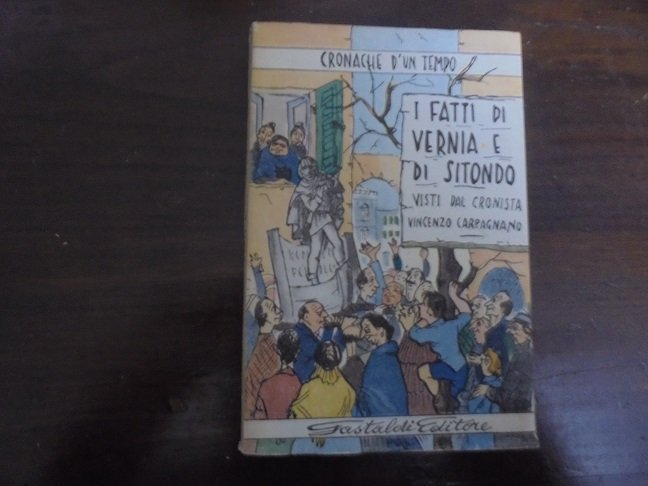 CRONACHE D'UN TEMPO
I FATTI DI
VERNIA E
DI SITONDO
VISTI DAL CRONISTA
VINCENZO CARPAGNANO
Gastaldi Editore